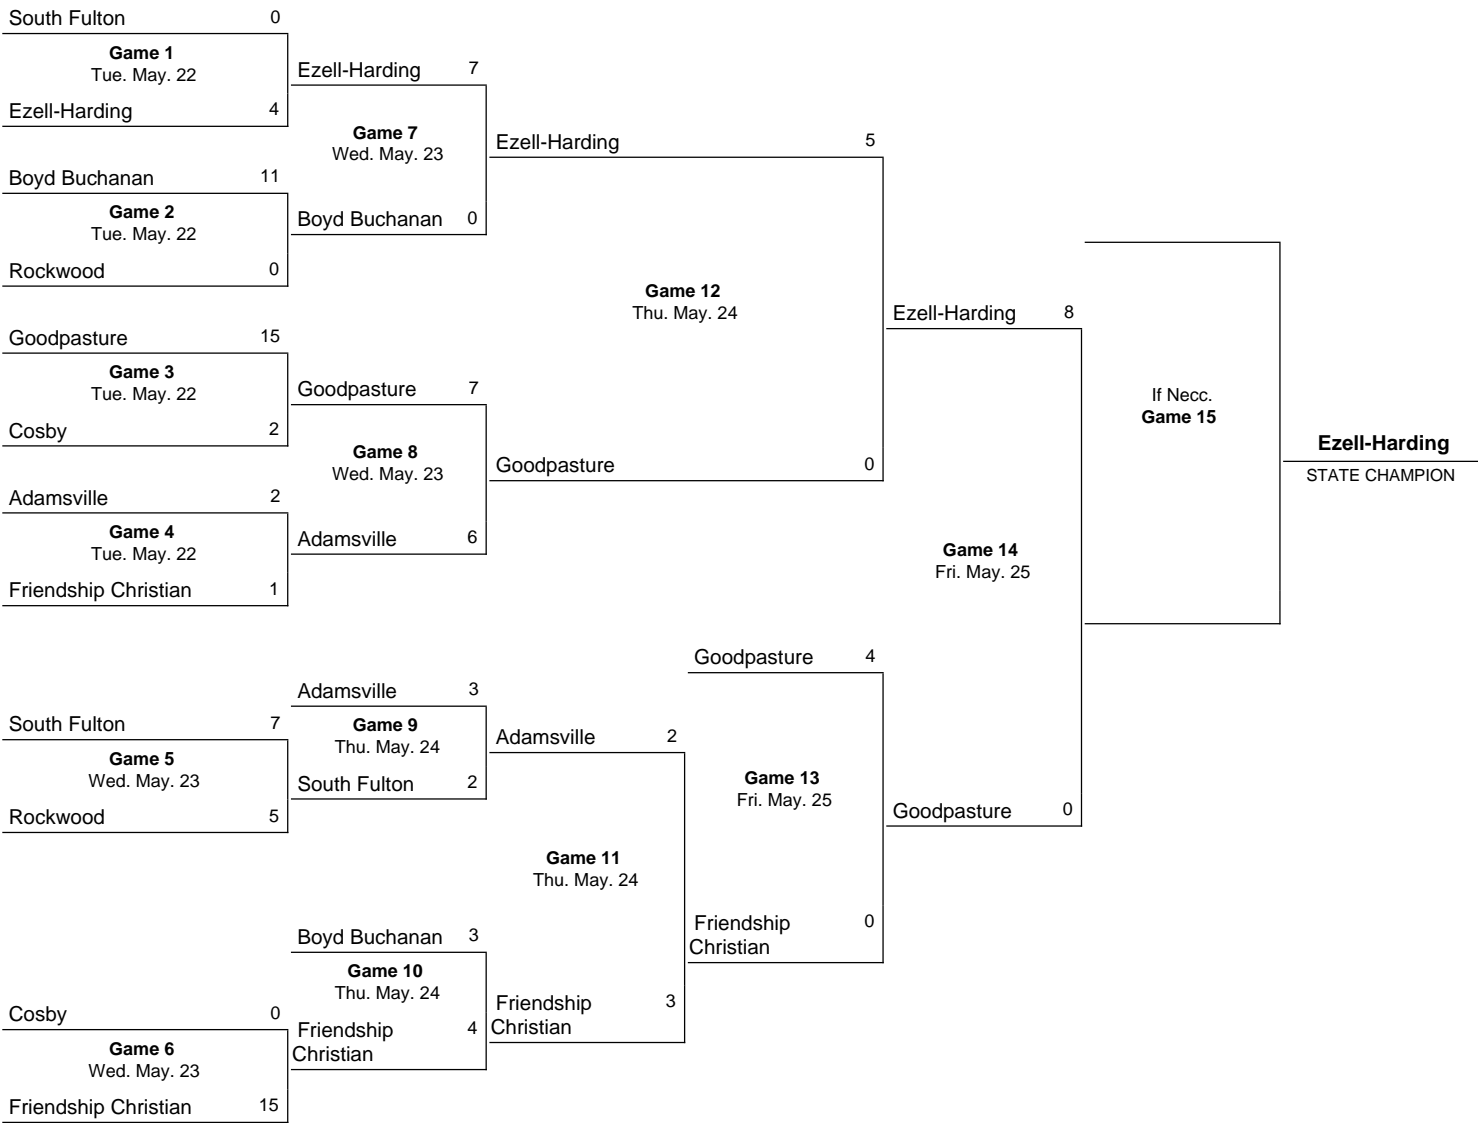 South Fulton 0
Game 1
Tue. May. 22
Ezell-Harding 4
Boyd Buchanan 11
Game 2
Tue. May. 22
Rockwood 0
Goodpasture 15
Game 3
Tue. May. 22
Cosby 2
Adamsville 2
Game 4
Tue. May. 22
Friendship Christian 1
South Fulton 7
Game 5
Wed. May. 23
Rockwood 5
Cosby 0
Game 6
Wed. May. 23
Friendship Christian 15
Ezell-Harding 7
Game 7
Wed. May. 23
Boyd Buchanan 0
Goodpasture 7
Game 8
Wed. May. 23
Adamsville 6
Adamsville 3
Game 9
Thu. May. 24
South Fulton 2
Boyd Buchanan 3
Game 10
Thu. May. 24
Friendship 4
Christian
Ezell-Harding 5
Game 12
Thu. May. 24
Goodpasture 0
Adamsville 2
Game 11
Thu. May. 24
Friendship 3
Christian
Goodpasture 4
Game 13
Fri. May. 25
Friendship 0
Christian
Ezell-Harding 8
Game 14
Fri. May. 25
Goodpasture 0
If Necc.
Game 15
Ezell-Harding
STATE CHAMPION